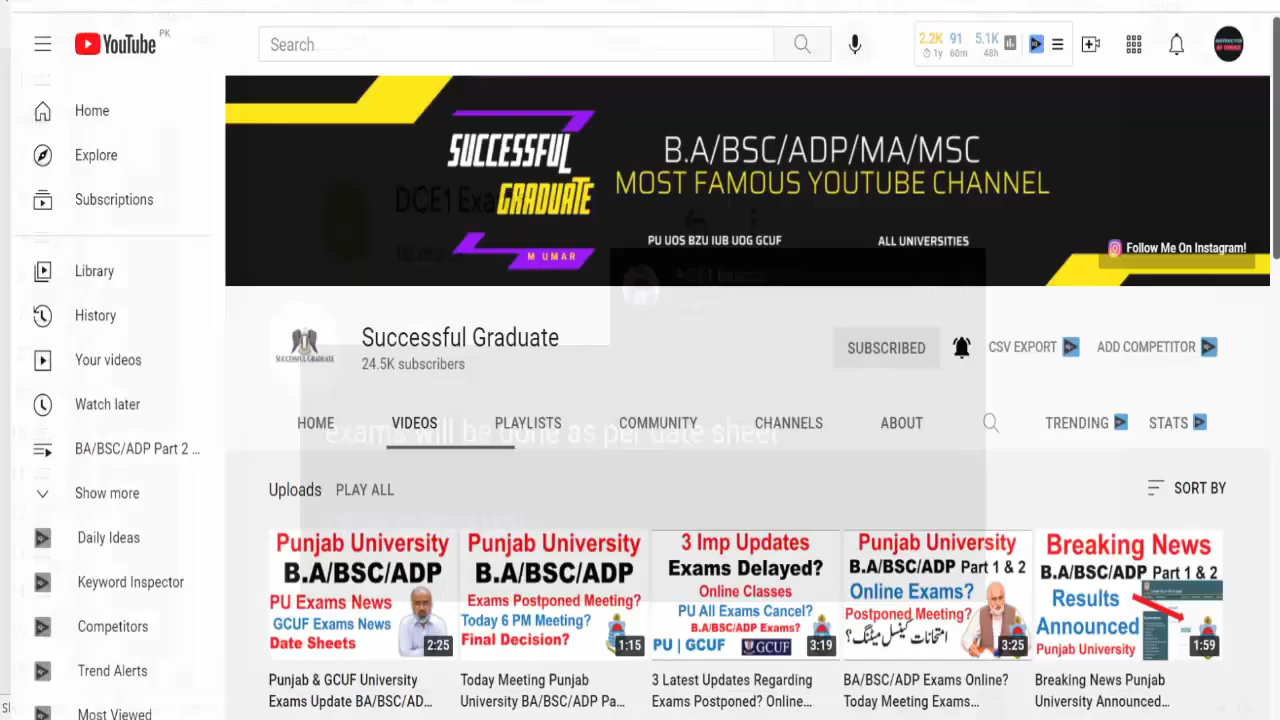 YouTube PK
Search
2.2K 91 5.1K
1y 60m 48h
Home
Explore
Subscriptions
Library
History
Your videos
Watch later
BA/BSC/ADP Part 2 ...
Show more
Daily Ideas
Keyword Inspector
Competitors
Trend Alerts
Most Viewed
SUCCESSFUL
GRADUATE
M UMAR
B.A/BSC/ADP/MA/MSC
MOST FAMOUS YOUTUBE CHANNEL
PU UOS BZU IUB UOG GCUF
ALL UNIVERSITIES
Follow Me On Instagram!
DCE1 Exa
SUCCESSFUL GRADUATE
Successful Graduate
24.5K subscribers
SUBSCRIBED
CSV EXPORT
ADD COMPETITOR
HOME
VIDEOS
PLAYLISTS
COMMUNITY
CHANNELS
ABOUT
TRENDING
STATS
exams will be done as per date sheet
Uploads
PLAY ALL
SORT BY
Punjab University
B.A/BSC/ADP
PU Exams News
GCUF Exams News
Date Sheets
2:25
Punjab & GCUF University
Exams Update BA/BSC/AD...
Punjab University
B.A/BSC/ADP
Exams Postponed Meeting?
Today 6 PM Meeting?
Final Decision?
1:15
Today Meeting Punjab
University BA/BSC/ADP Pa...
3 Imp Updates
Exams Delayed?
Online Classes
PU All Exams Cancel?
B.A/BSC/ADP Exams?
PU | GCUF
GCUF
3:19
3 Latest Updates Regarding
Exams Postponed? Online...
Punjab University
B.A/BSC/ADP Part 1 & 2
Online Exams?
Postponed Meeting?
امتحانات کینسل میٹنگ؟
3:25
BA/BSC/ADP Exams Online?
Today Meeting Exams...
Breaking News
B.A/BSC/ADP Part 1 & 2
Results
Announced
Punjab University
1:59
Breaking News Punjab
University Announced...